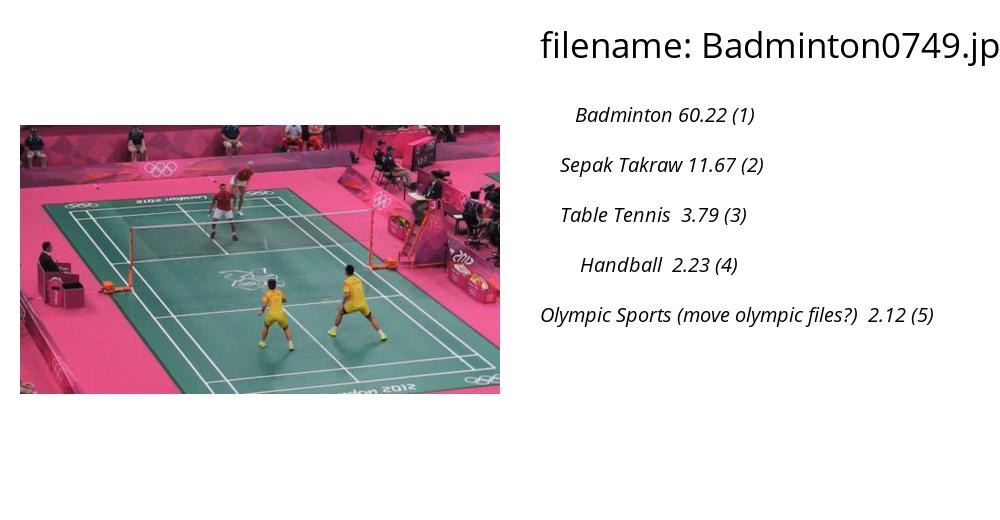 filename: Badminton0749.jp
Badminton 60.22 (1)
Sepak Takraw 11.67 (2)
Table Tennis 3.79 (3)
Handball 2.23 (4)
Olympic Sports (move olympic files?) 2.12 (5)
London 2012
2012
London 2012